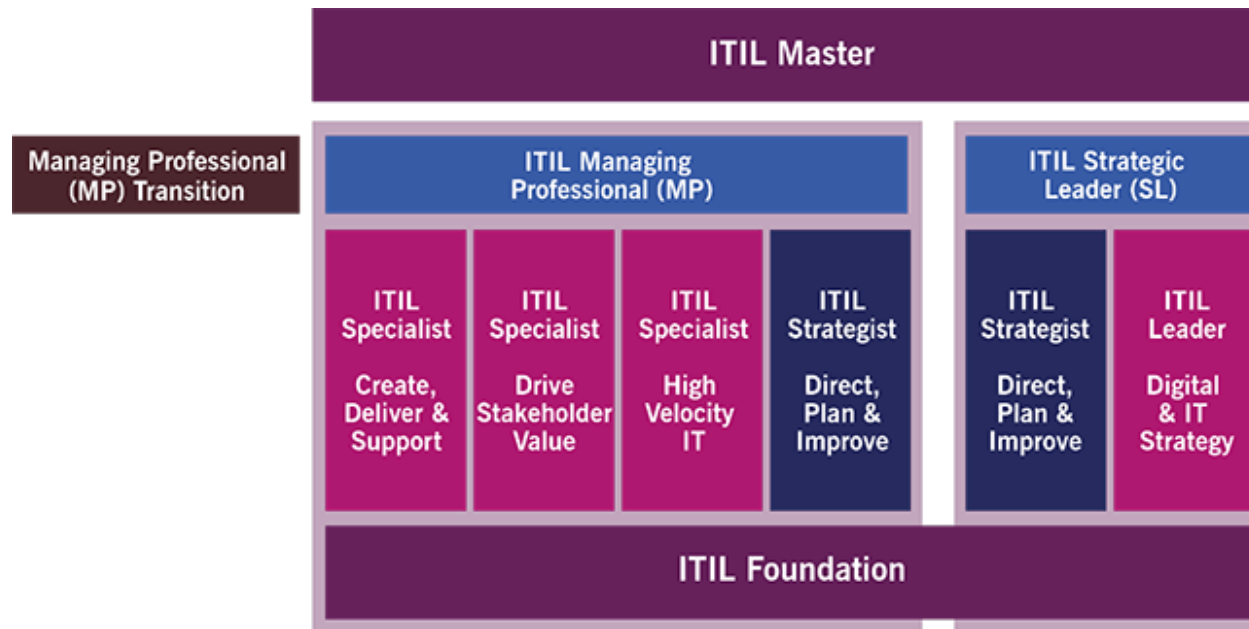 ITIL Master
Managing Professional
(MP) Transition
ITIL Managing
Professional (MP)
ITIL Strategic
Leader (SL)
ITIL
Specialist
Create,
Deliver &
Support
ITIL
Specialist
Drive
Stakeholder
Value
ITIL
Specialist
High
Velocity
IT
ITIL
Strategist
Direct,
Plan &
Improve
ITIL
Strategist
Direct,
Plan &
Improve
ITIL
Leader
Digital
& IT
Strategy
ITIL Foundation